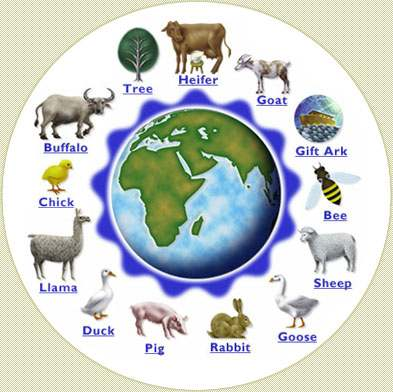 Tree
Heifer
Goat
Buffalo
Gift Ark
Chick
Bee
Llama
Sheep
Duck
Pig
Rabbit
Goose